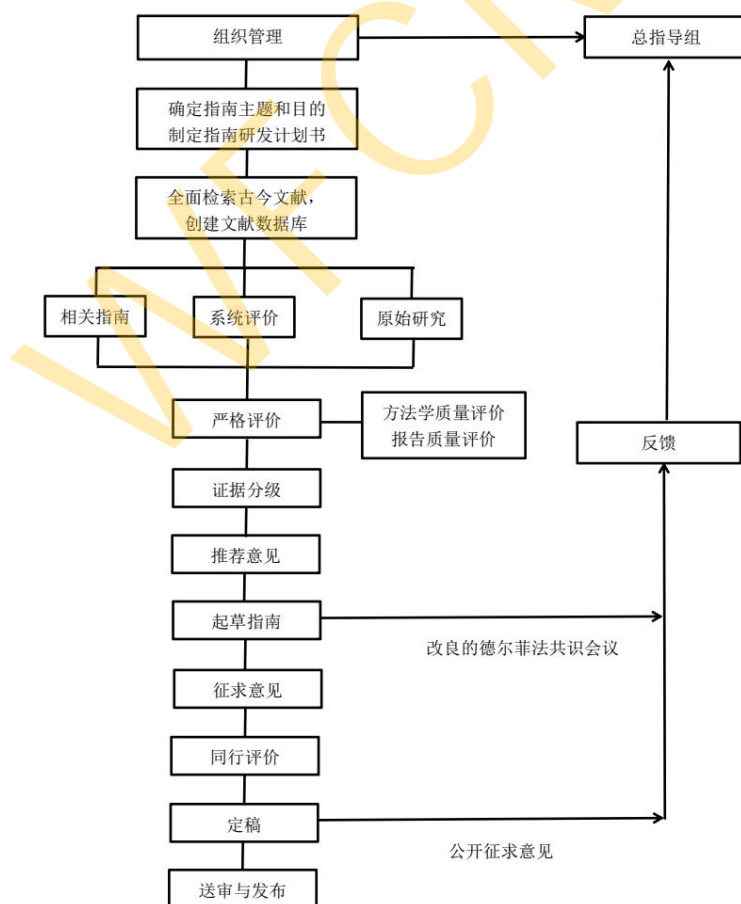 组织管理
总指导组
确定指南主题和目的
制定指南研发计划书
全面检索古今文献,
创建文献数据库
相关指南
系统评价
原始研究
严格评价
方法学质量评价
报告质量评价
反馈
证据分级
推荐意见
起草指南
改良的德尔菲法共识会议
征求意见
同行评价
定稿
公开征求意见
送审与发布